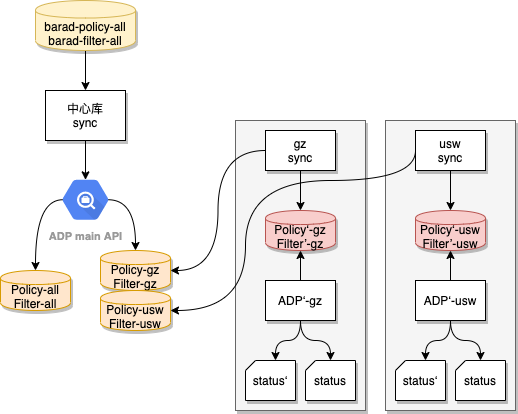 barad-policy-all
barad-filter-all
中心库
sync
ADP main API
Policy-all
Filter-all
Policy-gz
Filter-gz
Policy-usw
Filter-usw
gz
sync
Policy‘-gz
Filter’-gz
ADP‘-gz
status‘
status
usw
sync
Policy‘-usw
Filter’-usw
ADP‘-usw
status‘
status